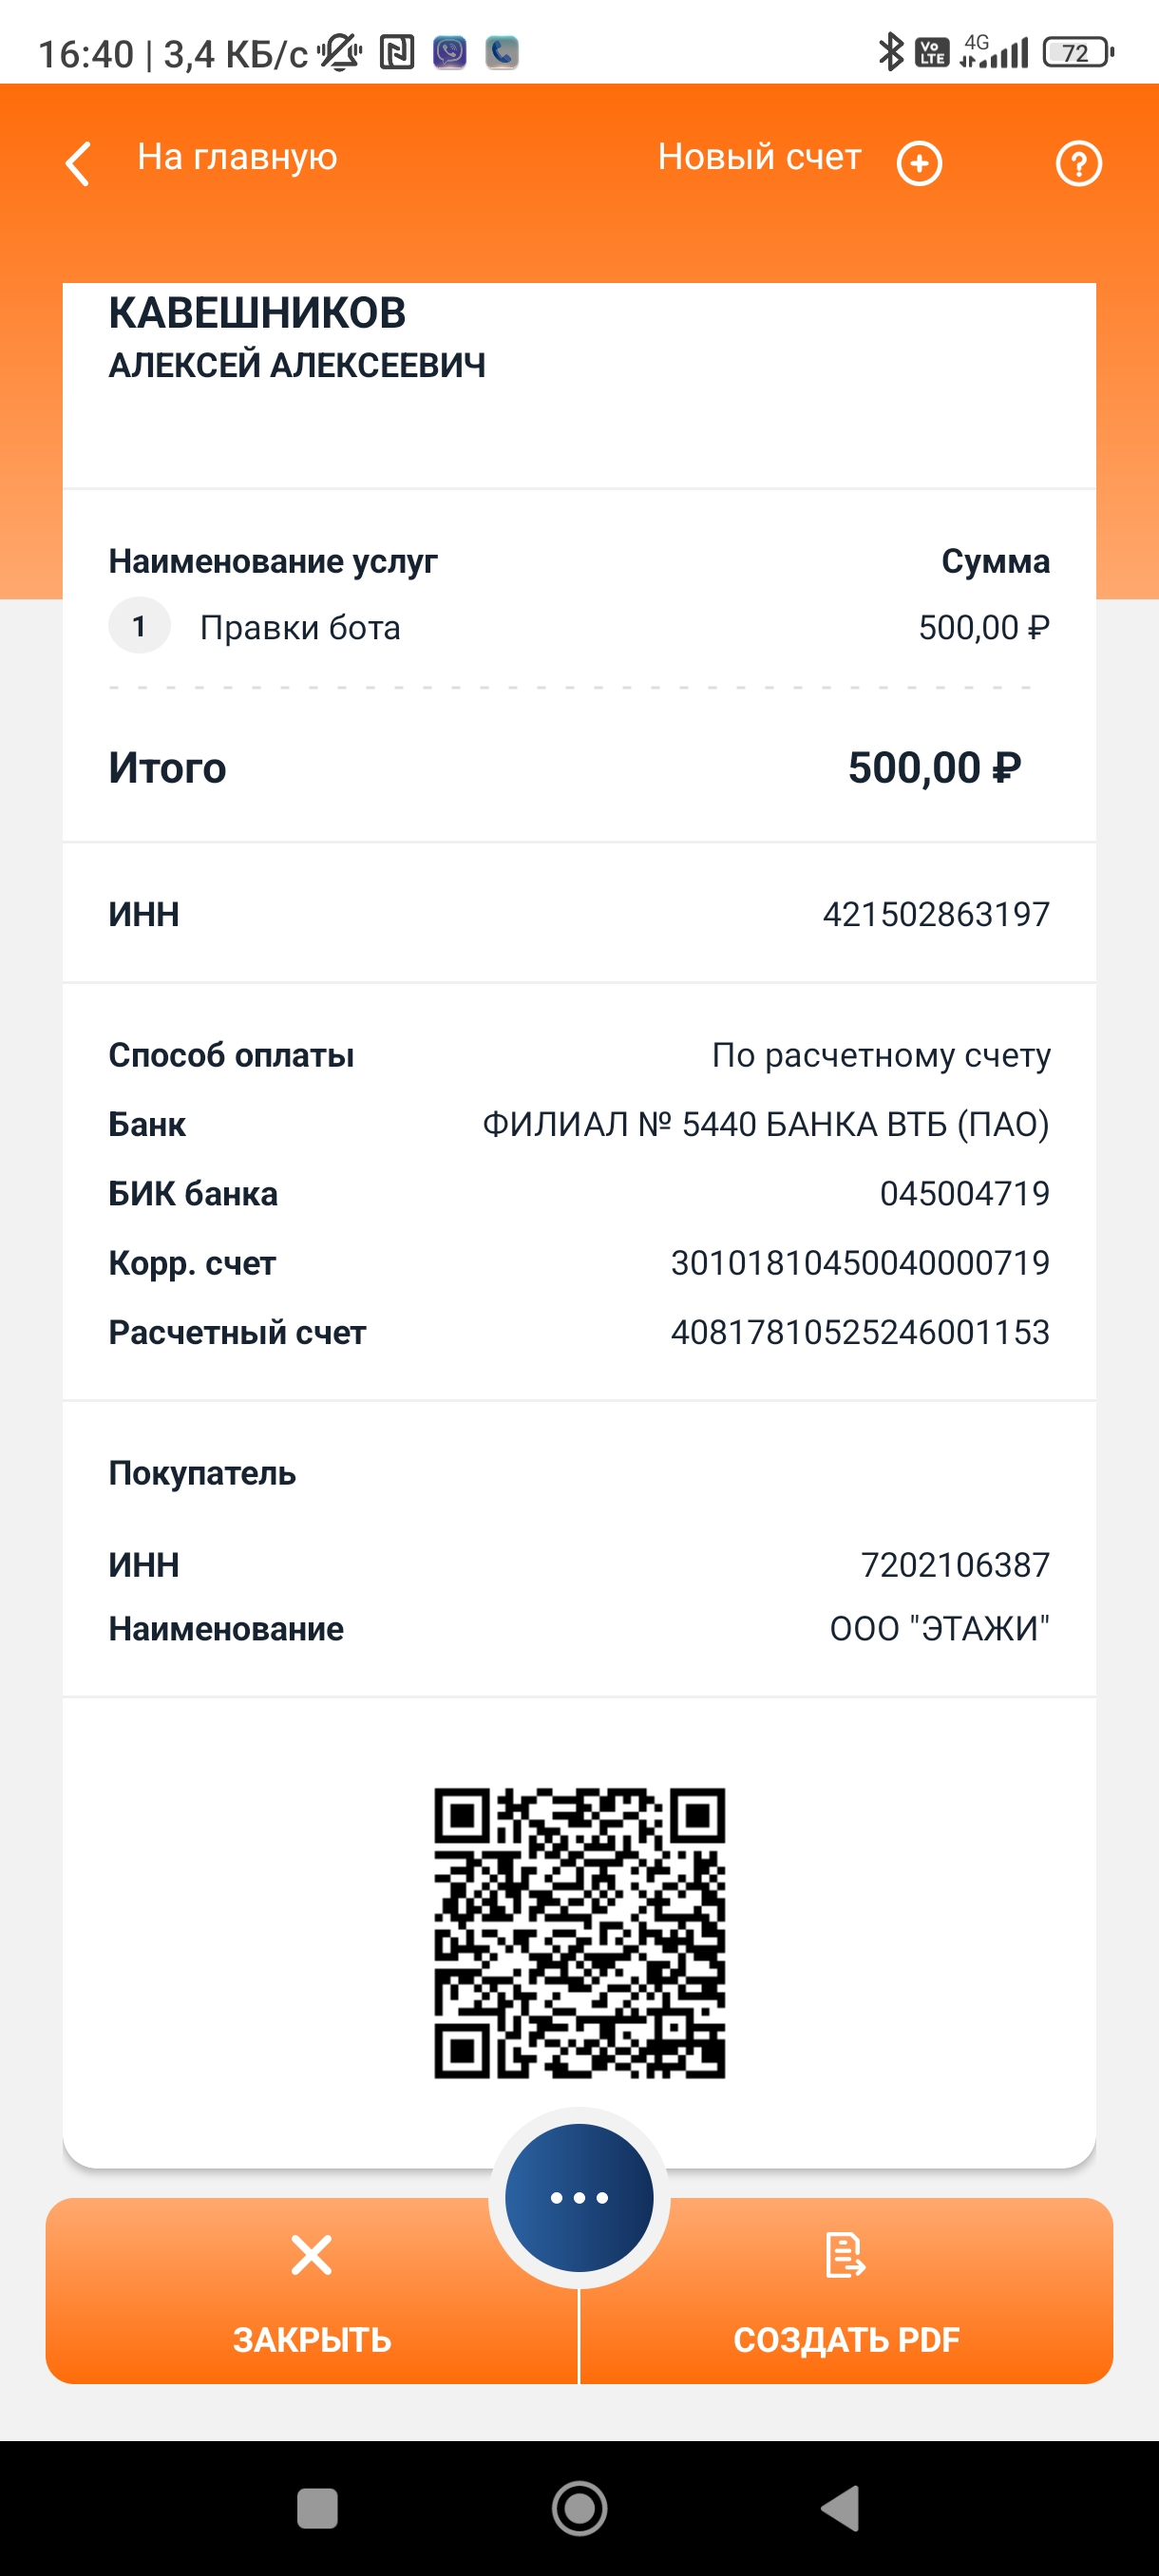 16:40 | 3,4 КБ/с 4G Vo LTE 72
На главную Новый счет
КАВЕШНИКОВ
АЛЕКСЕЙ АЛЕКСЕЕВИЧ
Наименование услуг Сумма
1 Правки бота 500,00 ₽
Итого 500,00 ₽
ИНН 421502863197
Способ оплаты По расчетному счету
Банк ФИЛИАЛ № 5440 БАНКА ВТБ (ПАО)
БИК банка 045004719
Корр. счет 30101810450040000719
Расчетный счет 40817810525246001153
Покупатель
ИНН 7202106387
Наименование ООО "ЭТАЖИ"
ЗАКРЫТЬ СОЗДАТЬ PDF